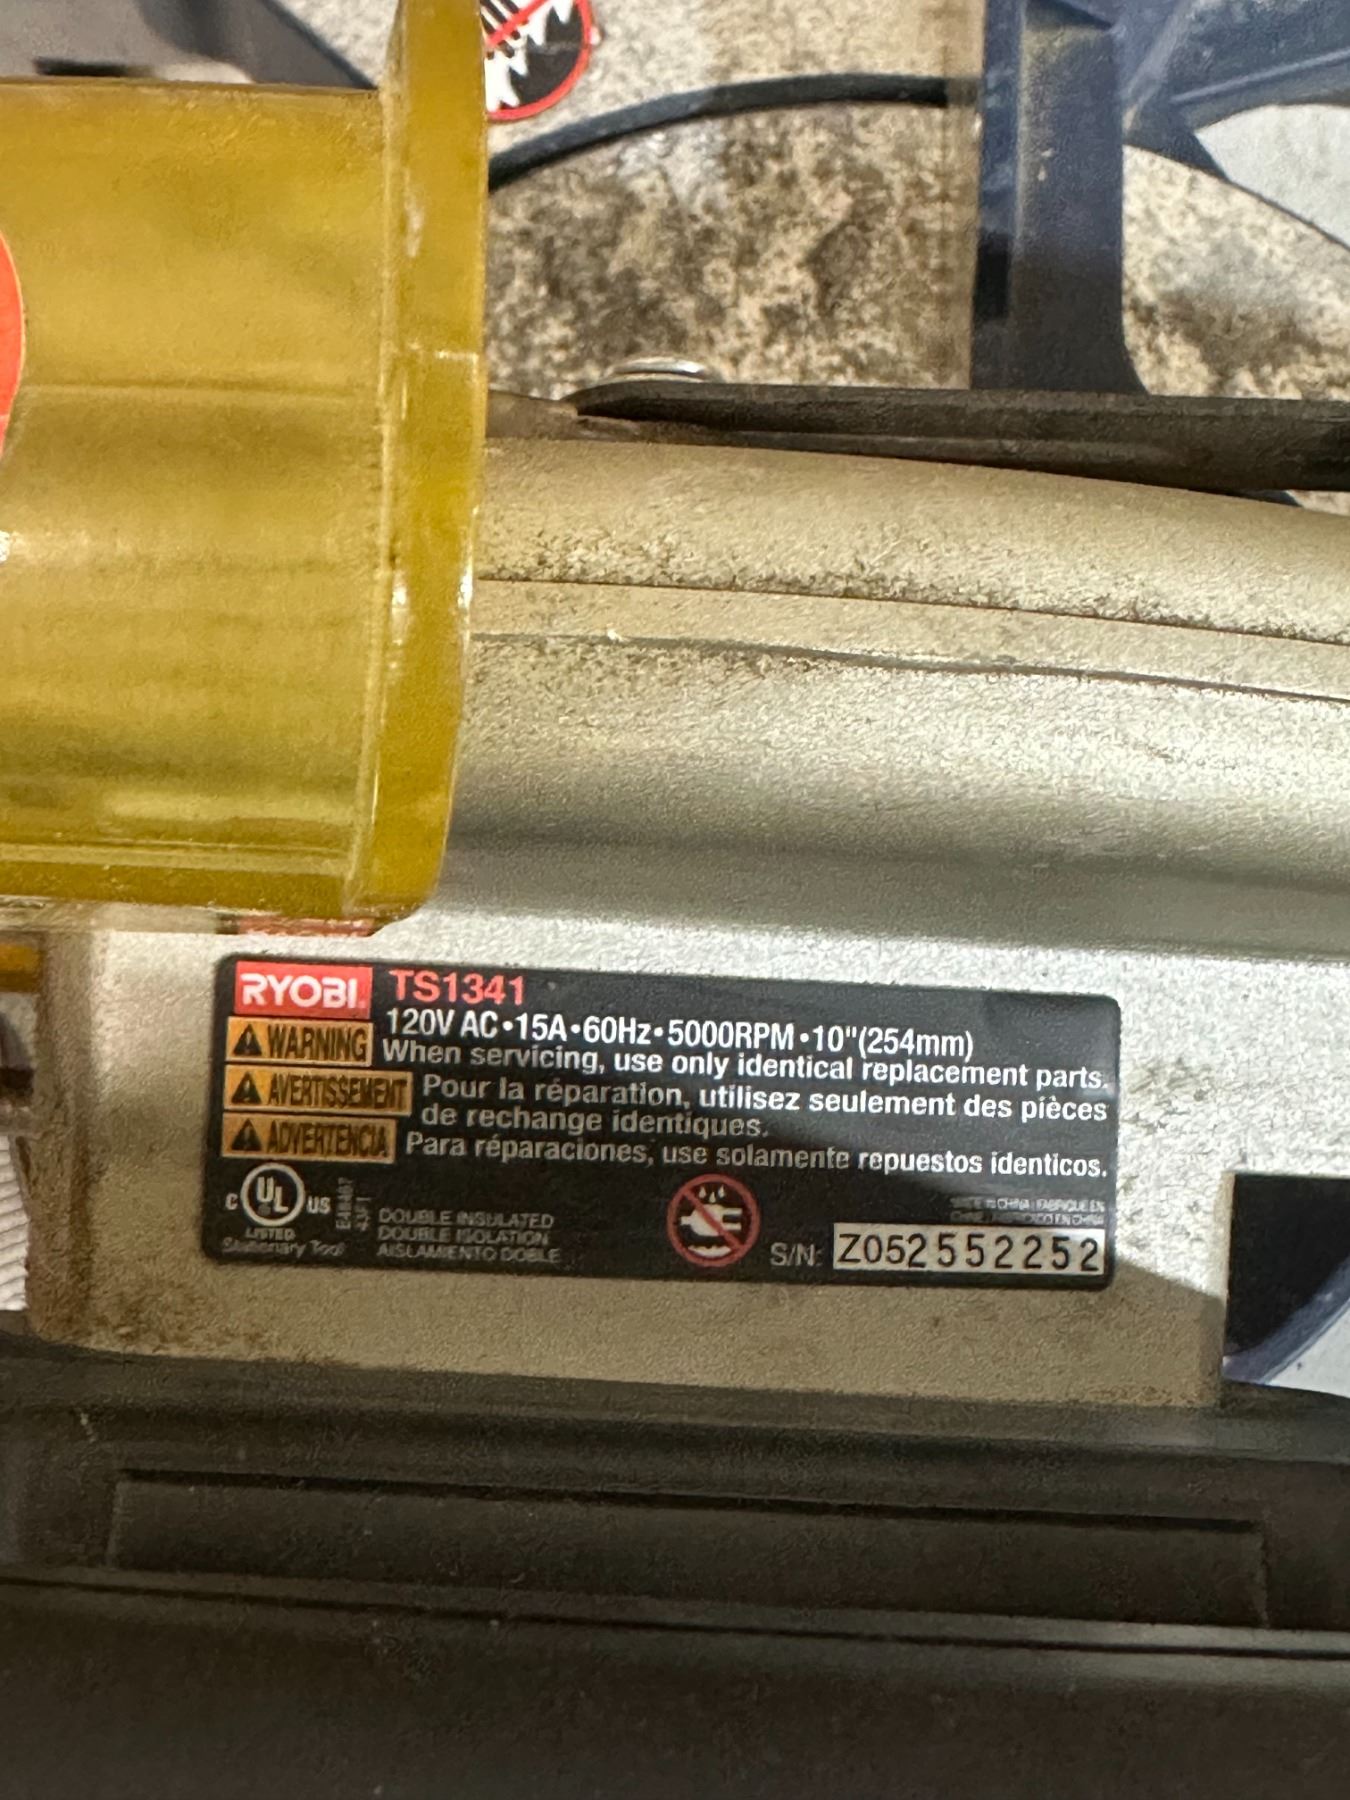 RYOBI TS1341
120V AC•15A•60Hz•5000RPM•10"(254mm)
WARNING When servicing, use only identical replacement parts.
AVERTISSEMENT Pour la réparation, utilisez seulement des pièces
de rechange identiques.
ADVERTENCIA Para réparaciones, use solamente repuestos identicos.
C UL US
LISTED
Stationary Tool
DOUBLE INSULATED
DOUBLE ISOLATION
AISLAMIENTO DOBLE
S/N: Z052552252